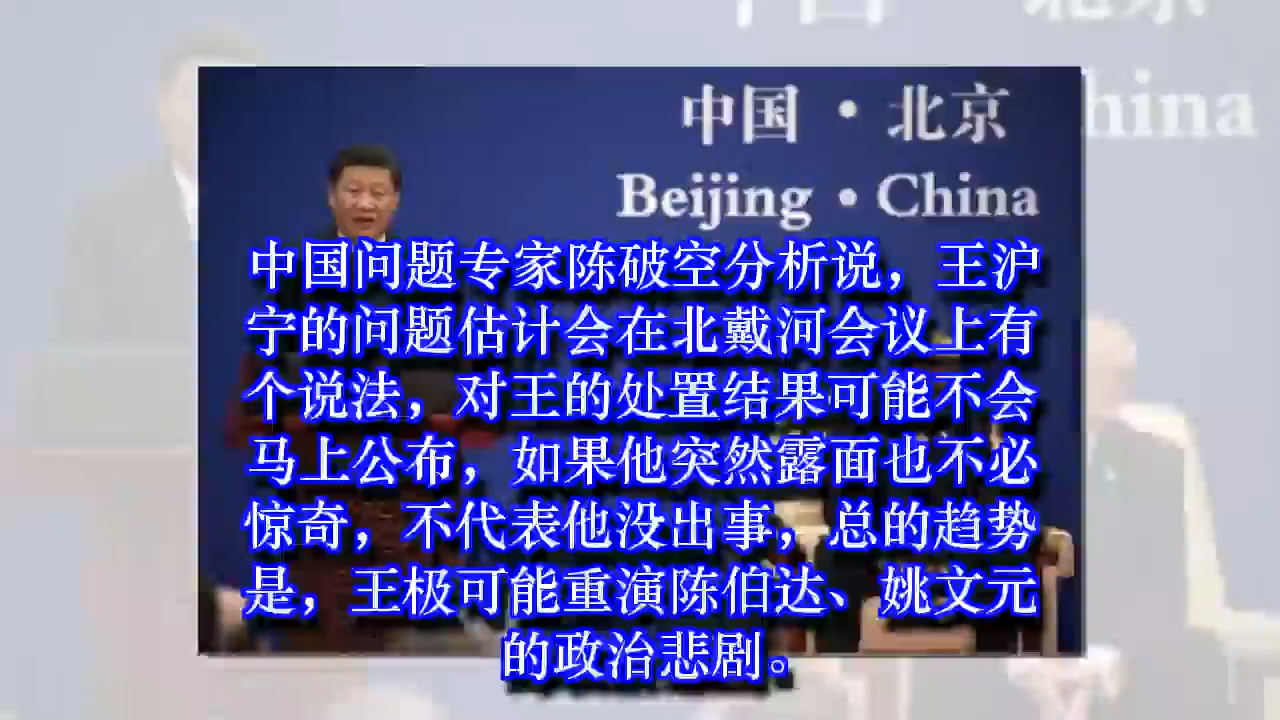 中国·北京
Beijing·China
中国问题专家陈破空分析说，王沪
宁的问题估计会在北戴河会议上有
个说法，对王的处置结果可能不会
马上公布，如果他突然露面也不必
惊奇，不代表他没出事，总的趋势
是，王极可能重演陈伯达、姚文元
的政治悲剧。